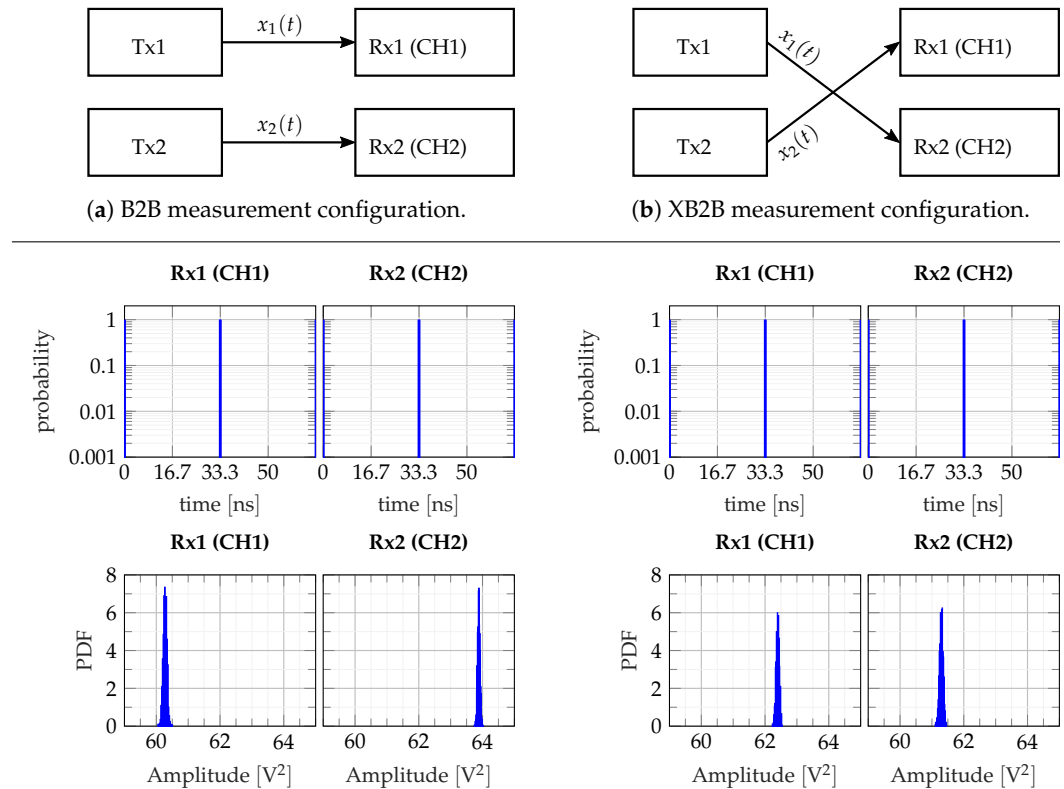 x₁(t)
x₁(t)
Tx1
Rx1 (CH1)
Tx1
Rx1 (CH1)
x₂(t)
x₂(t)
Tx2
Rx2 (CH2)
Tx2
Rx2 (CH2)
(a) B2B measurement configuration.
(b) XB2B measurement configuration.
Rx1 (CH1)
Rx2 (CH2)
Rx1 (CH1)
Rx2 (CH2)
probability
1
0.1
0.01
0.001
0 16.7 33.3 50
0 16.7 33.3 50
time [ns]
time [ns]
probability
1
0.1
0.01
0.001
0 16.7 33.3 50
0 16.7 33.3 50
time [ns]
time [ns]
Rx1 (CH1)
Rx2 (CH2)
Rx1 (CH1)
Rx2 (CH2)
PDF
8
6
4
2
0
60 62 64
60 62 64
Amplitude [V²]
Amplitude [V²]
PDF
8
6
4
2
0
60 62 64
60 62 64
Amplitude [V²]
Amplitude [V²]